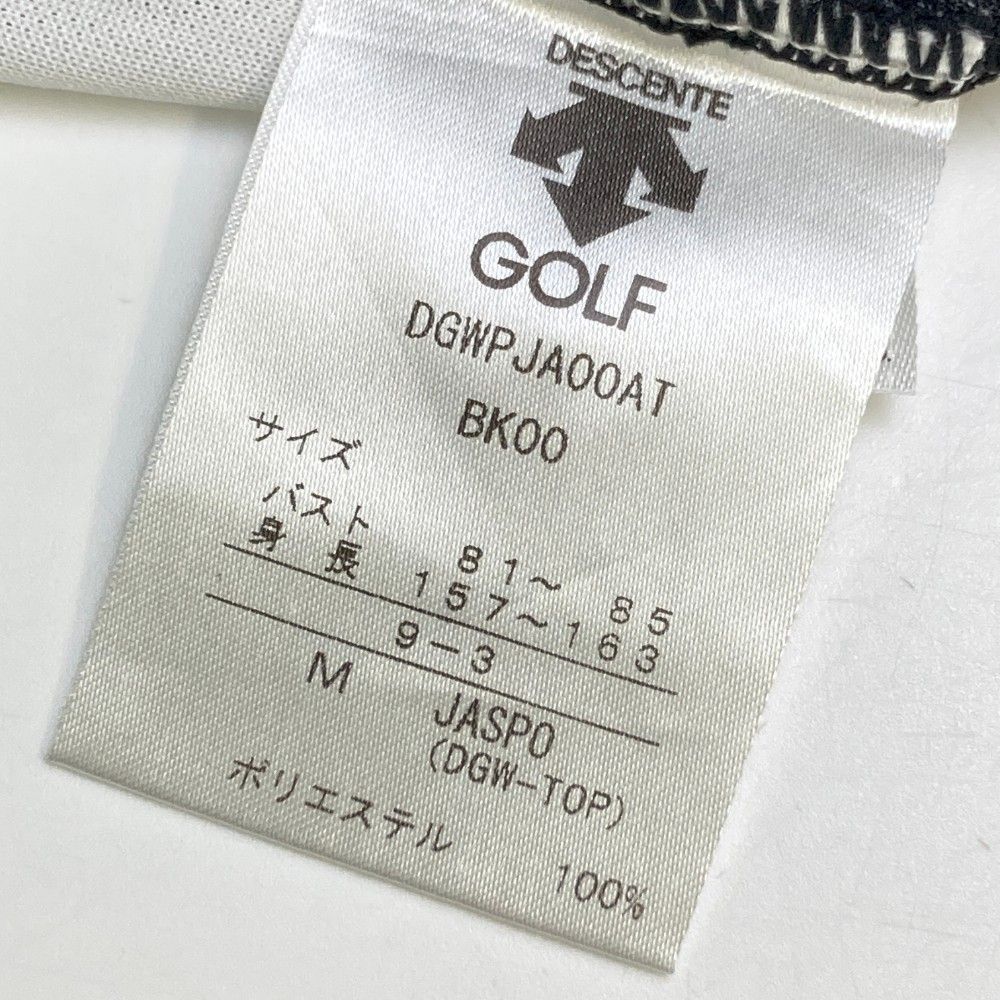 DESCENTE
GOLF
DGWPJA00AT
BK00
サイズ
バスト 81～ 85
身長 157～163
9－3
M JASPO
(DGW-TOP)
ポリエステル 100%